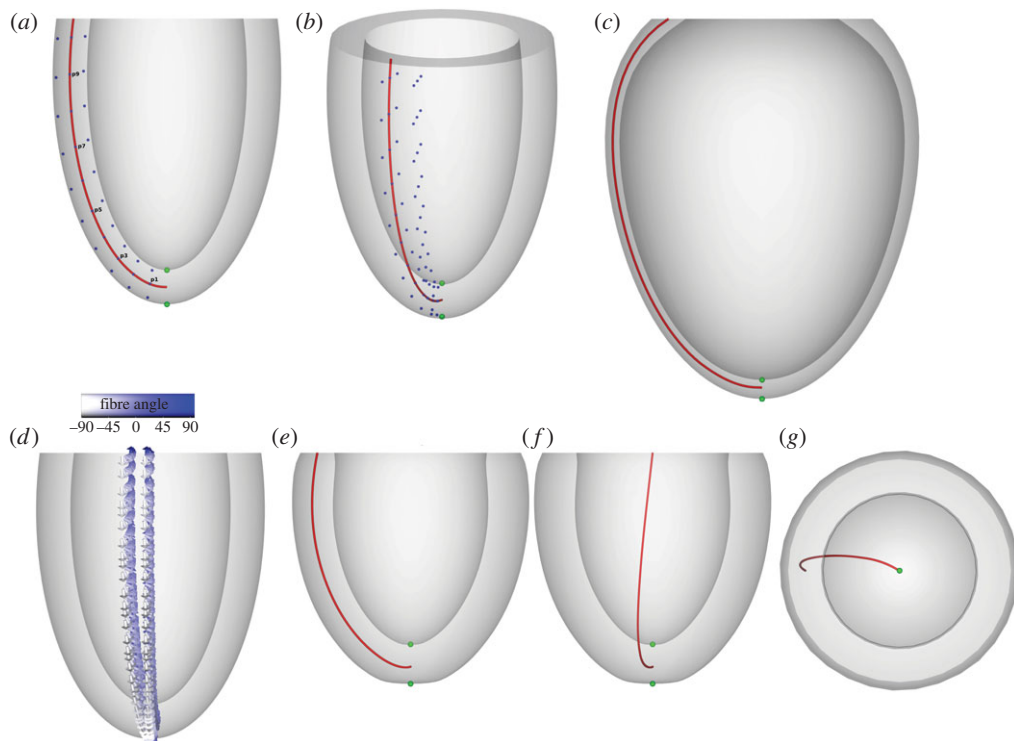 (a)
(b)
(c)
p9
p7
p5
p3
p1
fibre angle
–90 –45 0 45 90
(d)
(e)
(f)
(g)